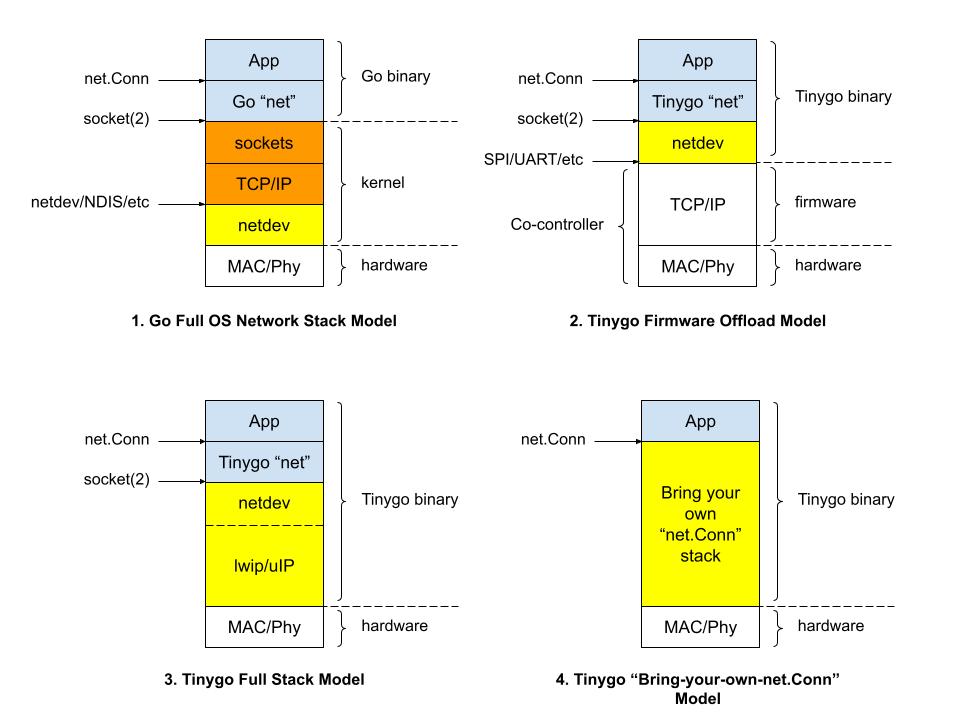 App
net.Conn
Go binary
Go “net”
socket(2)
sockets
TCP/IP
kernel
netdev/NDIS/etc
netdev
MAC/Phy
hardware
1. Go Full OS Network Stack Model
App
net.Conn
Tinygo binary
Tinygo “net”
socket(2)
netdev
SPI/UART/etc
TCP/IP
firmware
Co-controller
MAC/Phy
hardware
2. Tinygo Firmware Offload Model
App
net.Conn
Tinygo “net”
socket(2)
netdev
Tinygo binary
lwip/uIP
MAC/Phy
hardware
3. Tinygo Full Stack Model
App
net.Conn
Bring your
own
“net.Conn”
stack
Tinygo binary
MAC/Phy
hardware
4. Tinygo “Bring-your-own-net.Conn”
Model